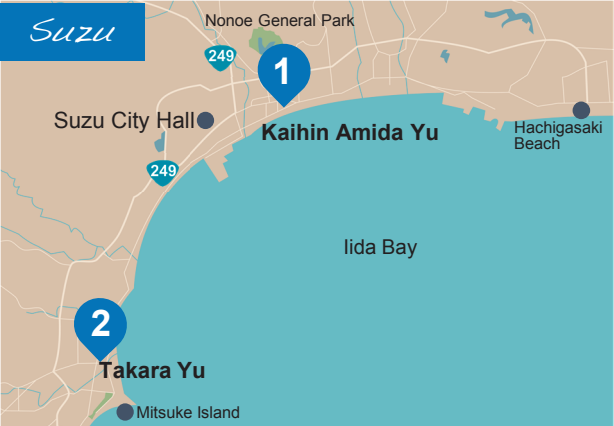 Suzu
Nonoe General Park
249
1
Suzu City Hall
Kaihin Amida Yu
Hachigasaki
Beach
249
Iida Bay
2
Takara Yu
Mitsuke Island